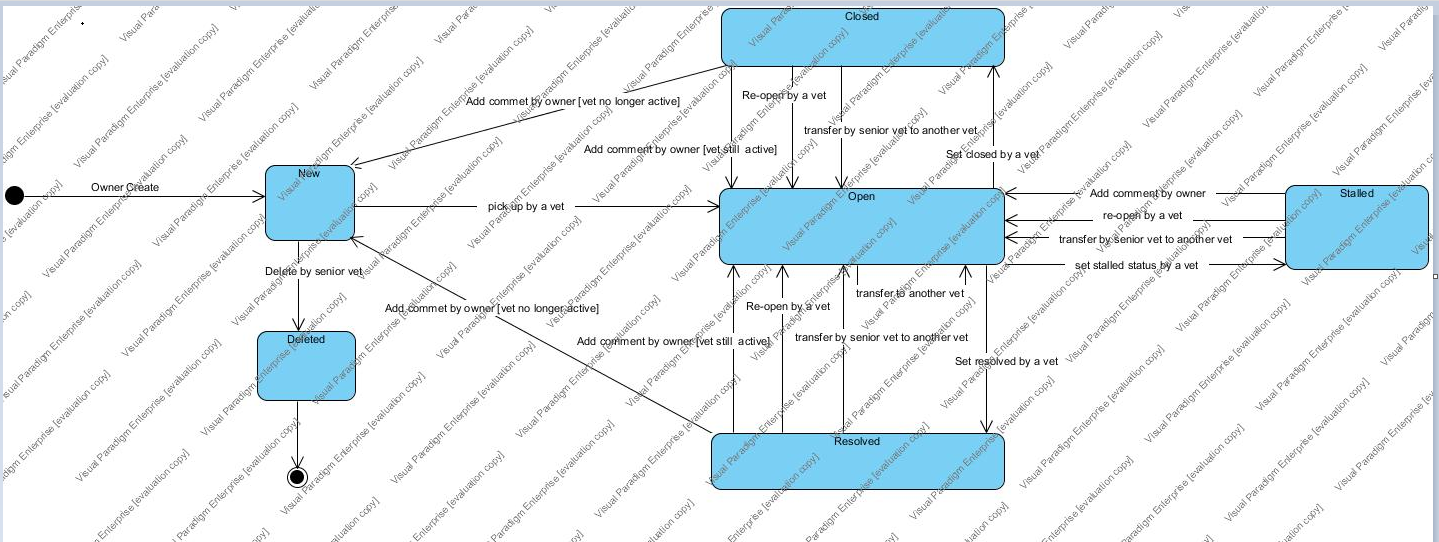 Closed
Add commet by owner [vet no longer active]
Re-open by a vet
transfer by senior vet to another vet
Add comment by owner [vet still active]
Set closed by a vet
New
Owner Create
pick up by a vet
Open
Add comment by owner
re-open by a vet
transfer by senior vet to another vet
set stalled status by a vet
Stalled
Delete by senior vet
Add commet by owner [vet no longer active]
transfer to another vet
Re-open by a vet
Add comment by owner [vet still active]
transfer by senior vet to another vet
Set resolved by a vet
Deleted
Resolved
Visual Paradigm Enterprise [evaluation copy]